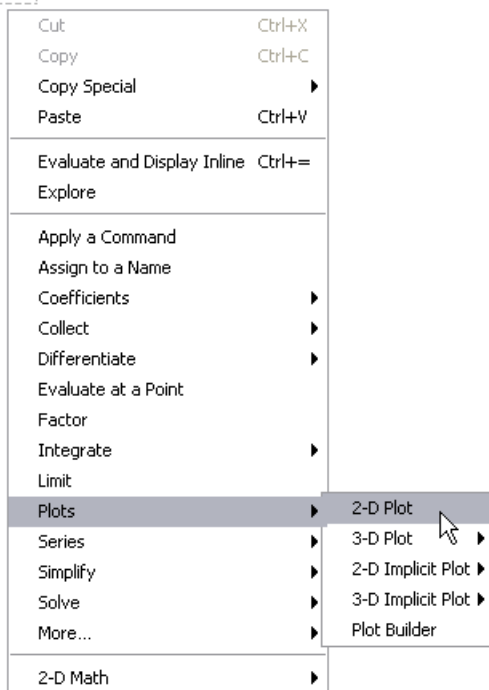 Cut Ctrl+X
Copy Ctrl+C
Copy Special
Paste Ctrl+V
Evaluate and Display Inline Ctrl+=
Explore
Apply a Command
Assign to a Name
Coefficients
Collect
Differentiate
Evaluate at a Point
Factor
Integrate
Limit
Plots
2-D Plot
3-D Plot
2-D Implicit Plot
3-D Implicit Plot
Plot Builder
Series
Simplify
Solve
More...
2-D Math